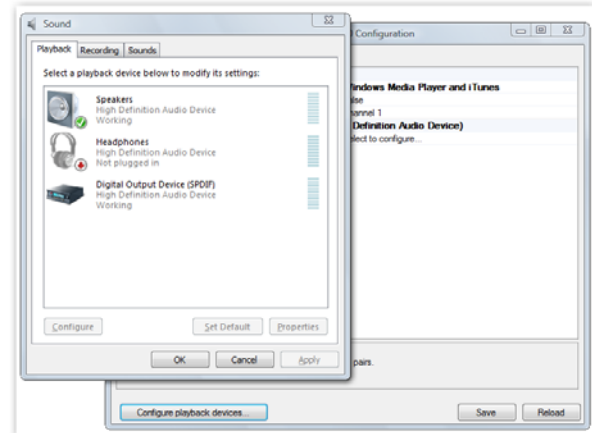 Sound
Configuration
Playback
Recording
Sounds
Select a playback device below to modify its settings:
Speakers
High Definition Audio Device
Working
Headphones
High Definition Audio Device
Not plugged in
Digital Output Device (SPDIF)
High Definition Audio Device
Working
Configure
Set Default
Properties
OK
Cancel
Apply
Windows Media Player and iTunes
hannel 1
Definition Audio Device)
elect to configure...
pairs.
Configure playback devices...
Save
Reload